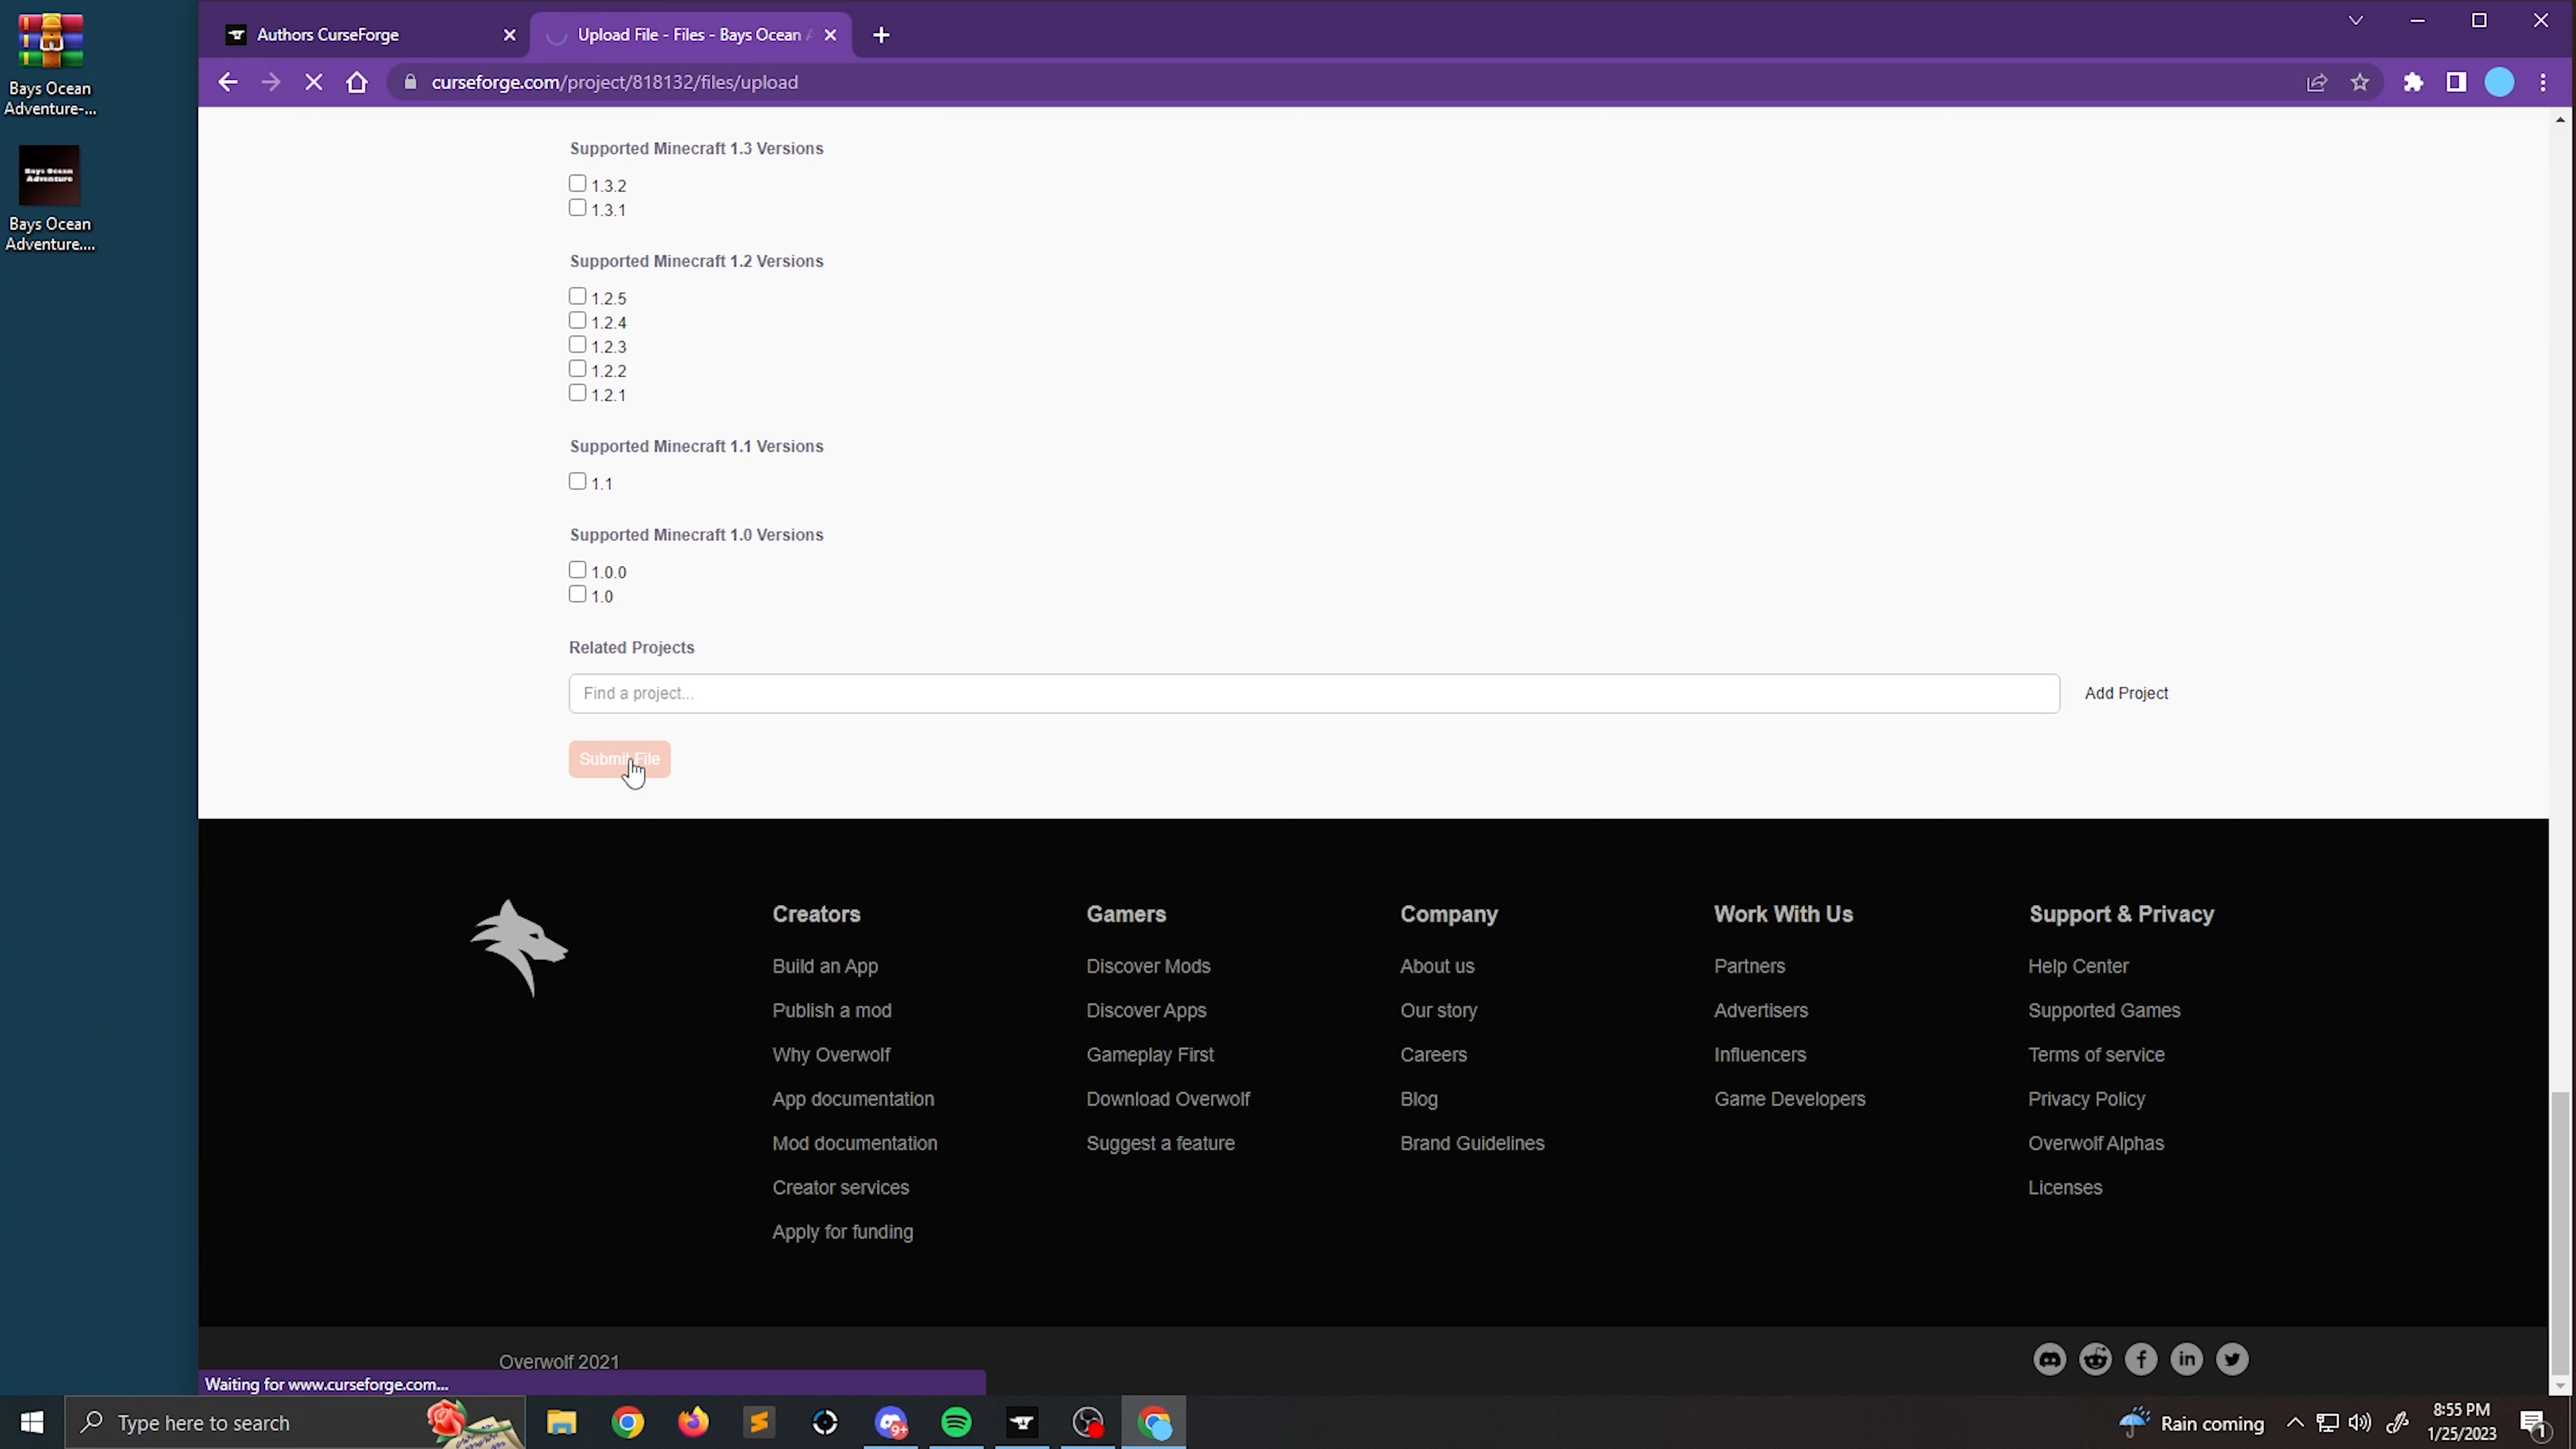 Bays Ocean
Adventure-...
Bays Ocean
Adventure
Bays Ocean
Adventure....
Authors CurseForge
Upload File - Files - Bays Ocean A
curseforge.com/project/818132/files/upload
Supported Minecraft 1.3 Versions
1.3.2
1.3.1
Supported Minecraft 1.2 Versions
1.2.5
1.2.4
1.2.3
1.2.2
1.2.1
Supported Minecraft 1.1 Versions
1.1
Supported Minecraft 1.0 Versions
1.0.0
1.0
Related Projects
Find a project...
Add Project
Submit File
Creators
Build an App
Publish a mod
Why Overwolf
App documentation
Mod documentation
Creator services
Apply for funding
Gamers
Discover Mods
Discover Apps
Gameplay First
Download Overwolf
Suggest a feature
Company
About us
Our story
Careers
Blog
Brand Guidelines
Work With Us
Partners
Advertisers
Influencers
Game Developers
Support & Privacy
Help Center
Supported Games
Terms of service
Privacy Policy
Overwolf Alphas
Licenses
Overwolf 2021
Waiting for www.curseforge.com...
Type here to search
9+
Rain coming
8:55 PM
1/25/2023
1